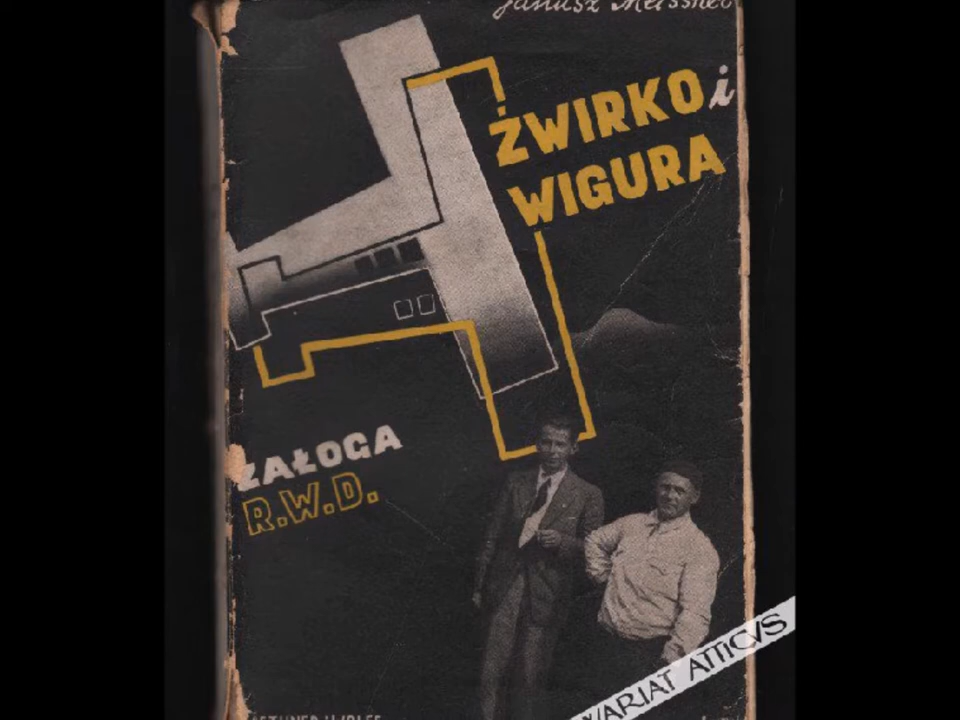 Janusz Meissner
ŻWIRKO i
WIGURA
ZAŁOGA
R.W.D.
WARIAT ATTICVS